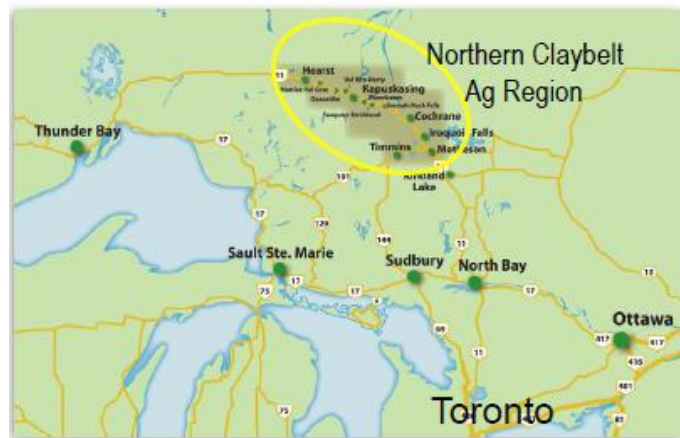 Northern Claybelt
Ag Region
11
Hearst
Kapuskasing
Cochrane
Iroquois Falls
Timmins
Matheson
Kirkland
Lake
Thunder Bay
101
17
17
129
144
11
Sault Ste. Marie
Sudbury
North Bay
17
17
17
75
69
11
Ottawa
417
417
416
401
Toronto
75
81